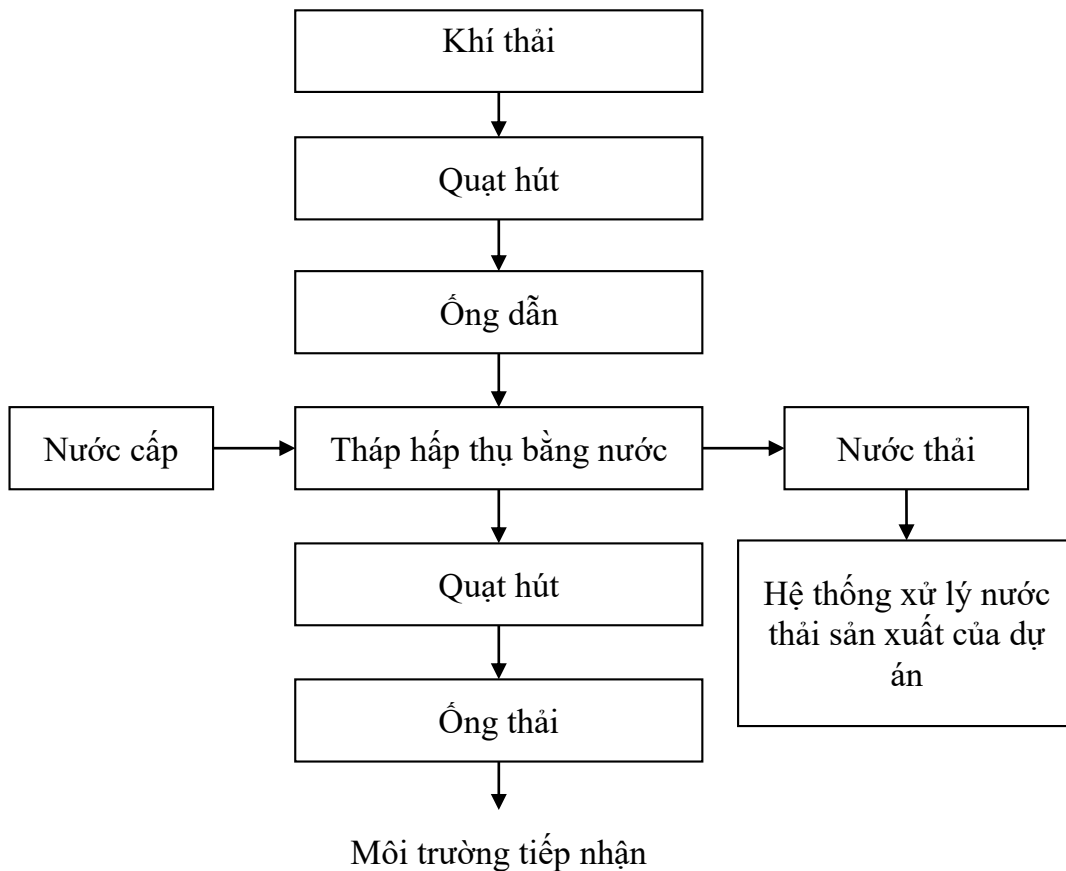 Khí thải
Quạt hút
Ống dẫn
Nước cấp
Tháp hấp thụ bằng nước
Nước thải
Quạt hút
Hệ thống xử lý nước
thải sản xuất của dự
án
Ống thải
Môi trường tiếp nhận